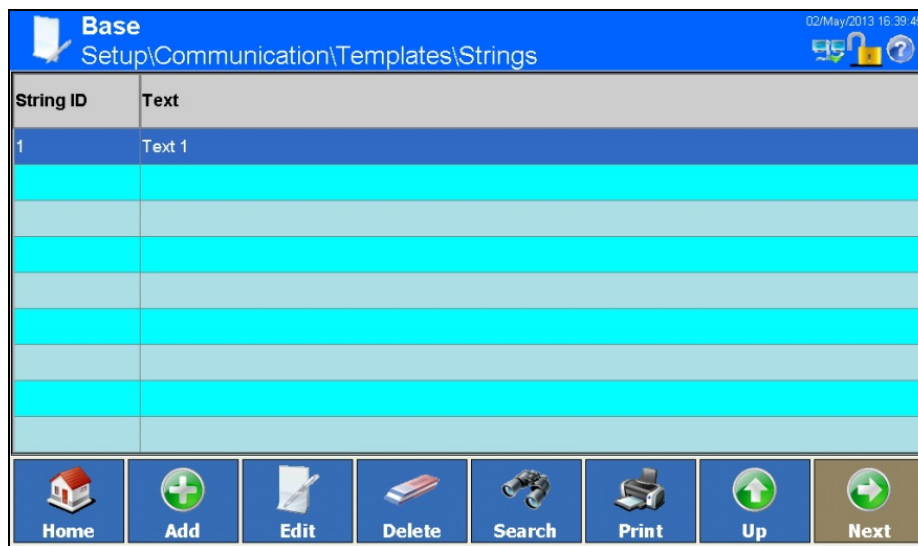 Base
02/May/2013 16:39:49
Setup\Communication\Templates\Strings
String ID Text
1 Text 1
Home Add Edit Delete Search Print Up Next